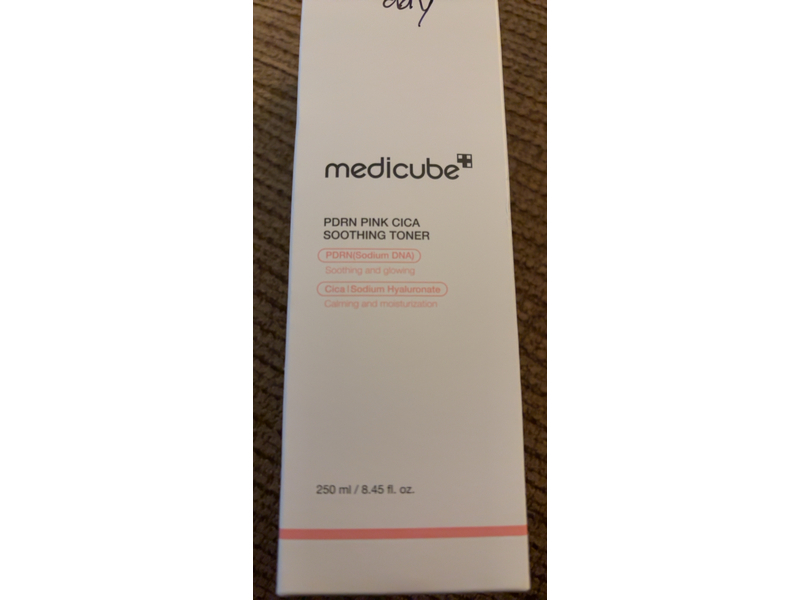 day
medicube
PDRN PINK CICA
SOOTHING TONER
PDRN(Sodium DNA)
Soothing and glowing
Cica | Sodium Hyaluronate
Calming and moisturization
250 ml / 8.45 fl. oz.